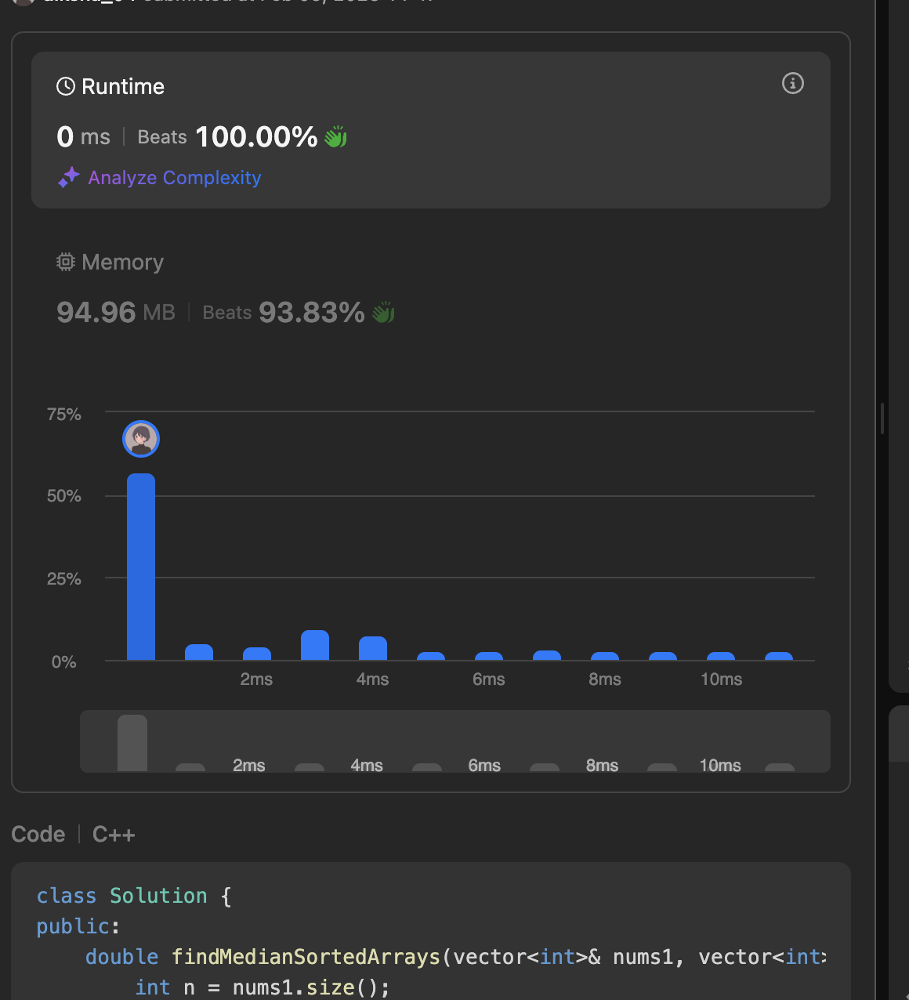 Runtime
0 ms | Beats 100.00%
Analyze Complexity
Memory
94.96 MB | Beats 93.83%
75%
50%
25%
0%
2ms 4ms 6ms 8ms 10ms
2ms 4ms 6ms 8ms 10ms
Code | C++
class Solution {
public:
    double findMedianSortedArrays(vector<int>& nums1, vector<int>
        int n = nums1.size();